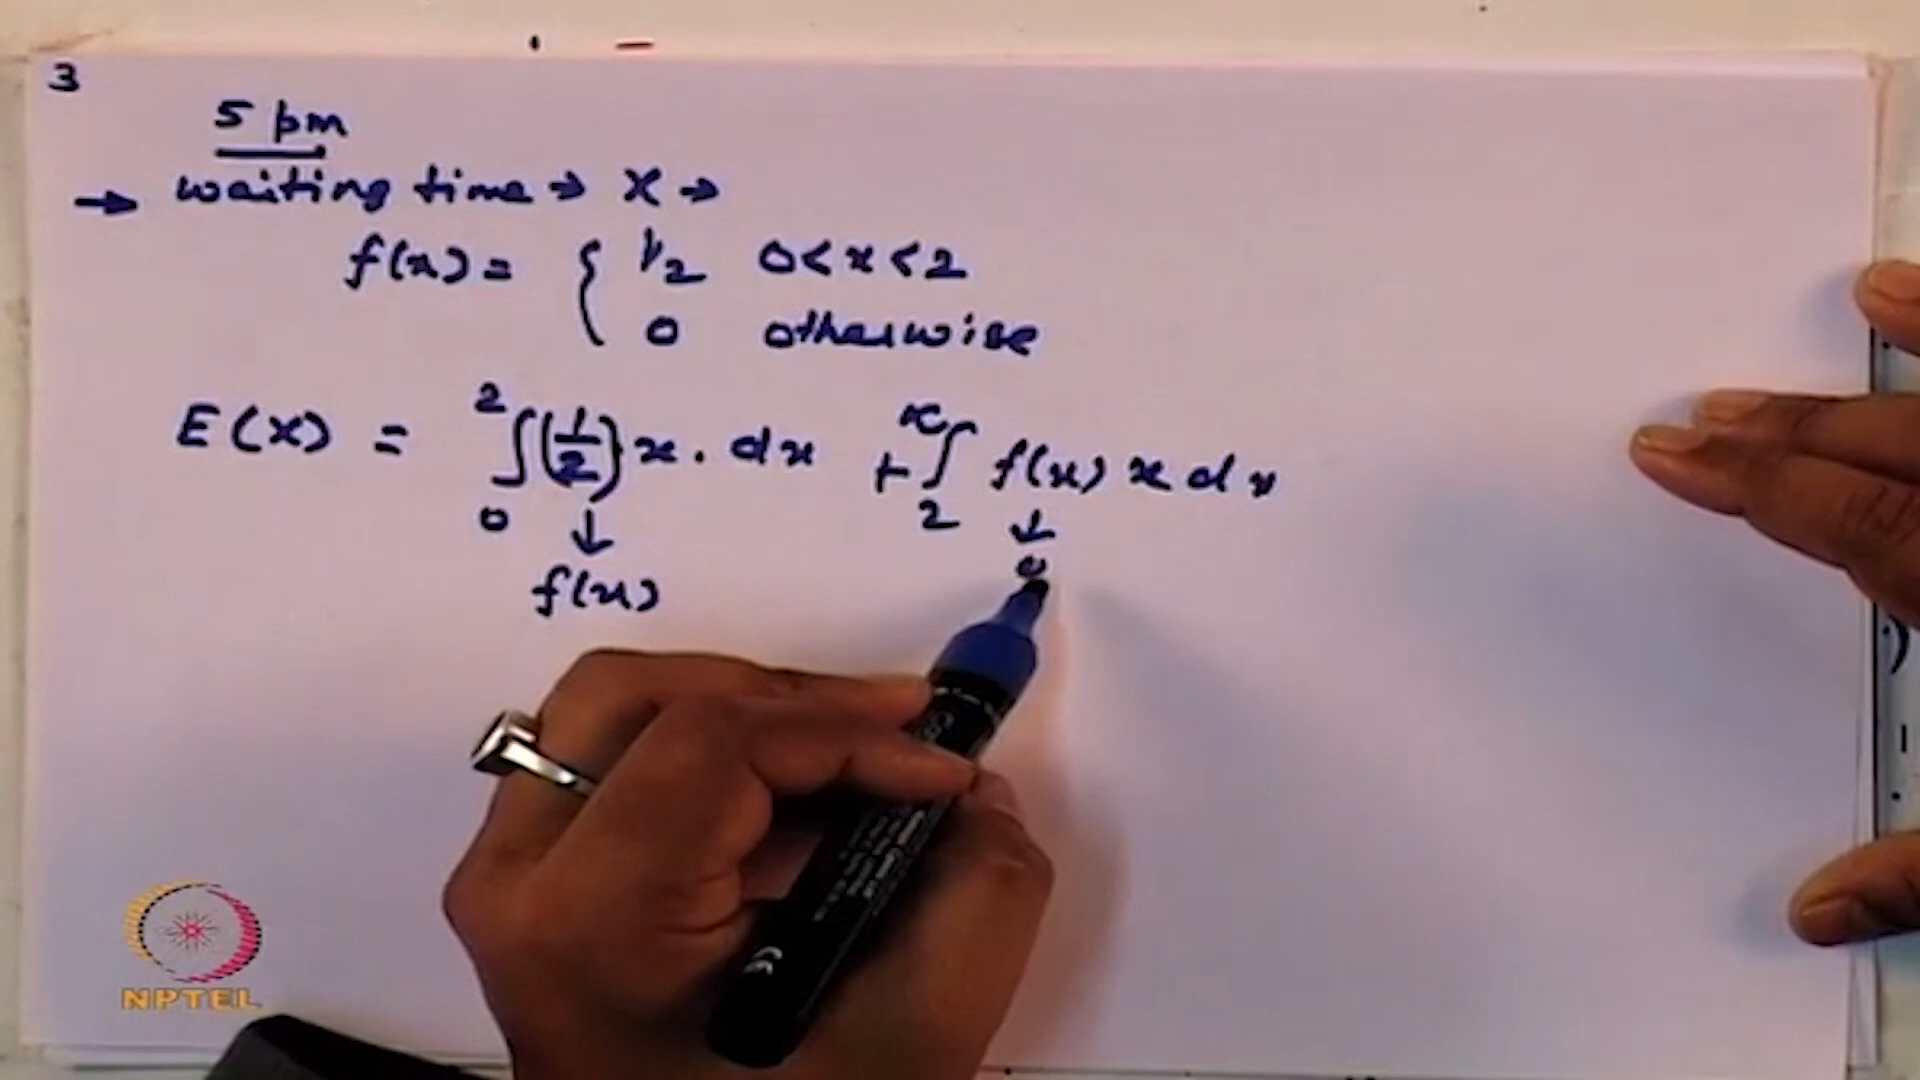 3
5 pm
→ waiting time → X →
f(x) = { 1/2 0<x<2
0 otherwise
E(X) = ∫₀² (1/2) x . dx + ∫₂ f(x) x dx
↓ ↓
f(x) 0
NPTEL